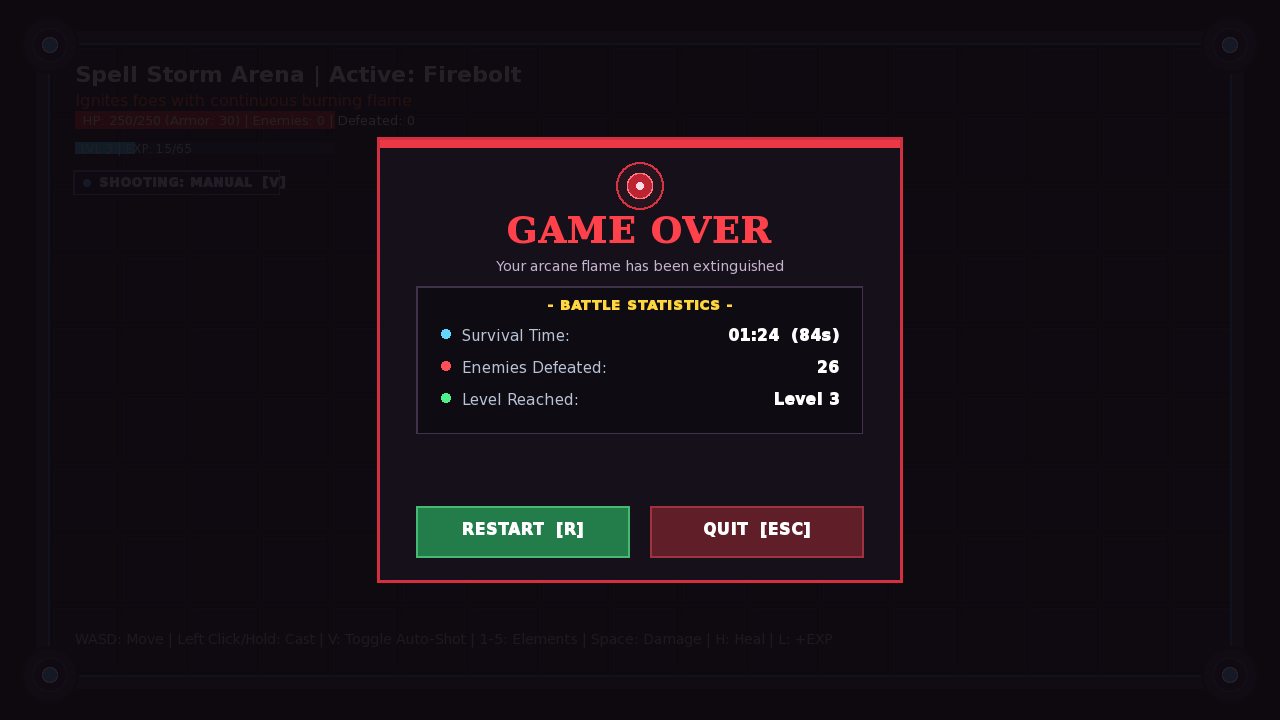 Spell Storm Arena | Active: Firebolt
Ignites foes with continuous burning flame
HP: 250/250 (Armor: 30) | Enemies: 0 | Defeated: 0
EXP: 15/65
SHOOTING: MANUAL [V]
GAME OVER
Your arcane flame has been extinguished
- BATTLE STATISTICS -
Survival Time: 01:24 (84s)
Enemies Defeated: 26
Level Reached: Level 3
RESTART [R] QUIT [ESC]
WASD: Move | Left Click/Hold: Cast | V: Toggle Auto-Shot | 1-5: Elements | Space: Damage | H: Heal | L: +EXP